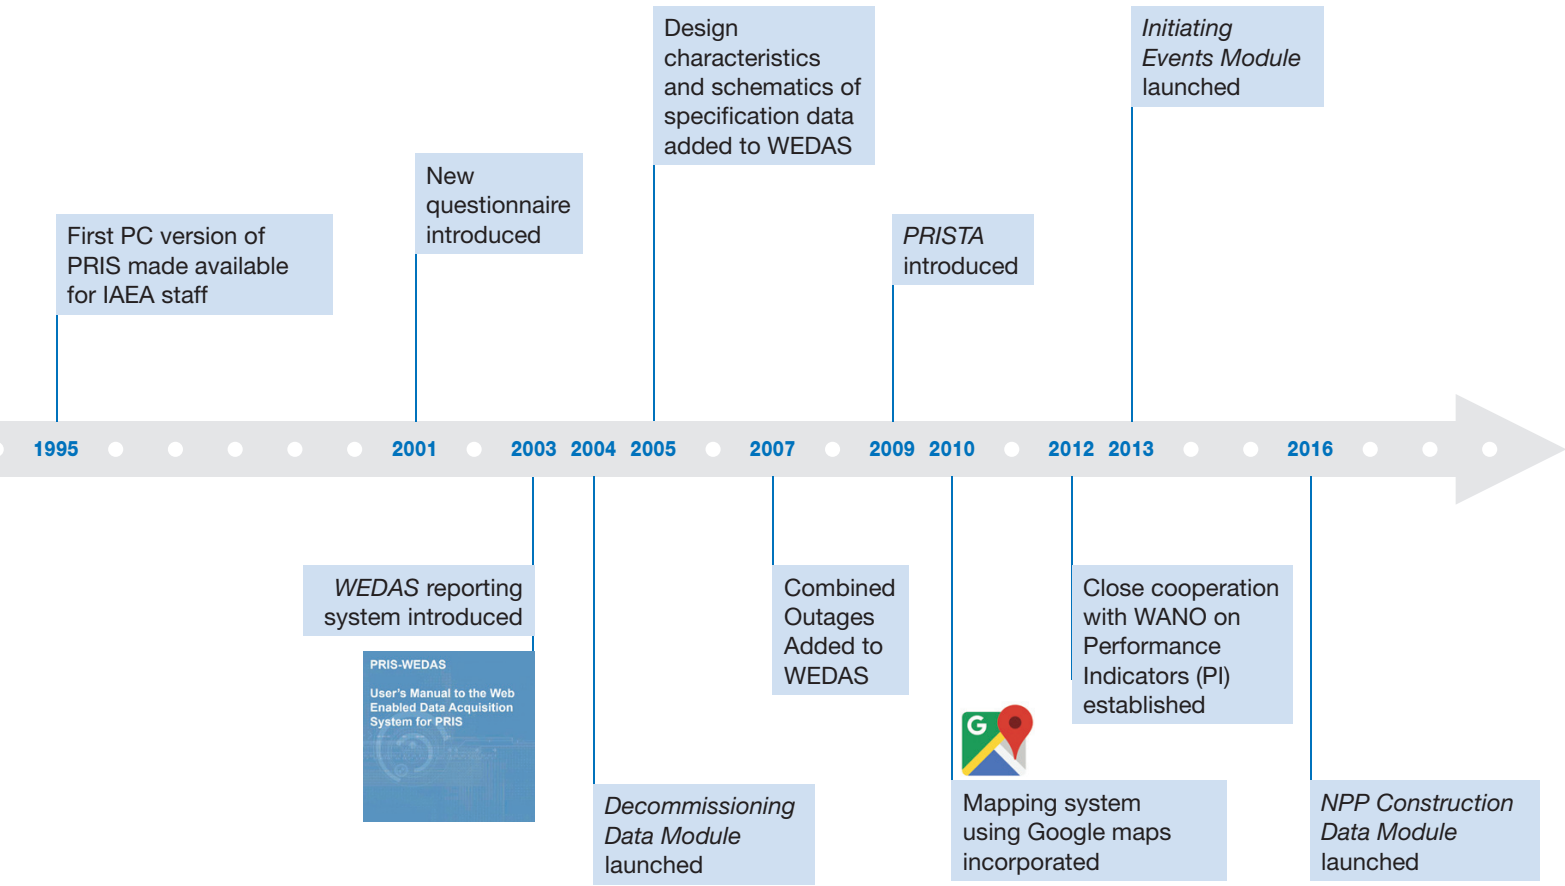 Design
characteristics
and schematics of
specification data
added to WEDAS
Initiating
Events Module
launched
New
questionnaire
introduced
First PC version of
PRIS made available
for IAEA staff
PRISTA
introduced
1995 2001 2003 2004 2005 2007 2009 2010 2012 2013 2016
WEDAS reporting
system introduced
PRIS-WEDAS
User's Manual to the Web
Enabled Data Acquisition
System for PRIS
Combined
Outages
Added to
WEDAS
Close cooperation
with WANO on
Performance
Indicators (PI)
established
G
Decommissioning
Data Module
launched
Mapping system
using Google maps
incorporated
NPP Construction
Data Module
launched